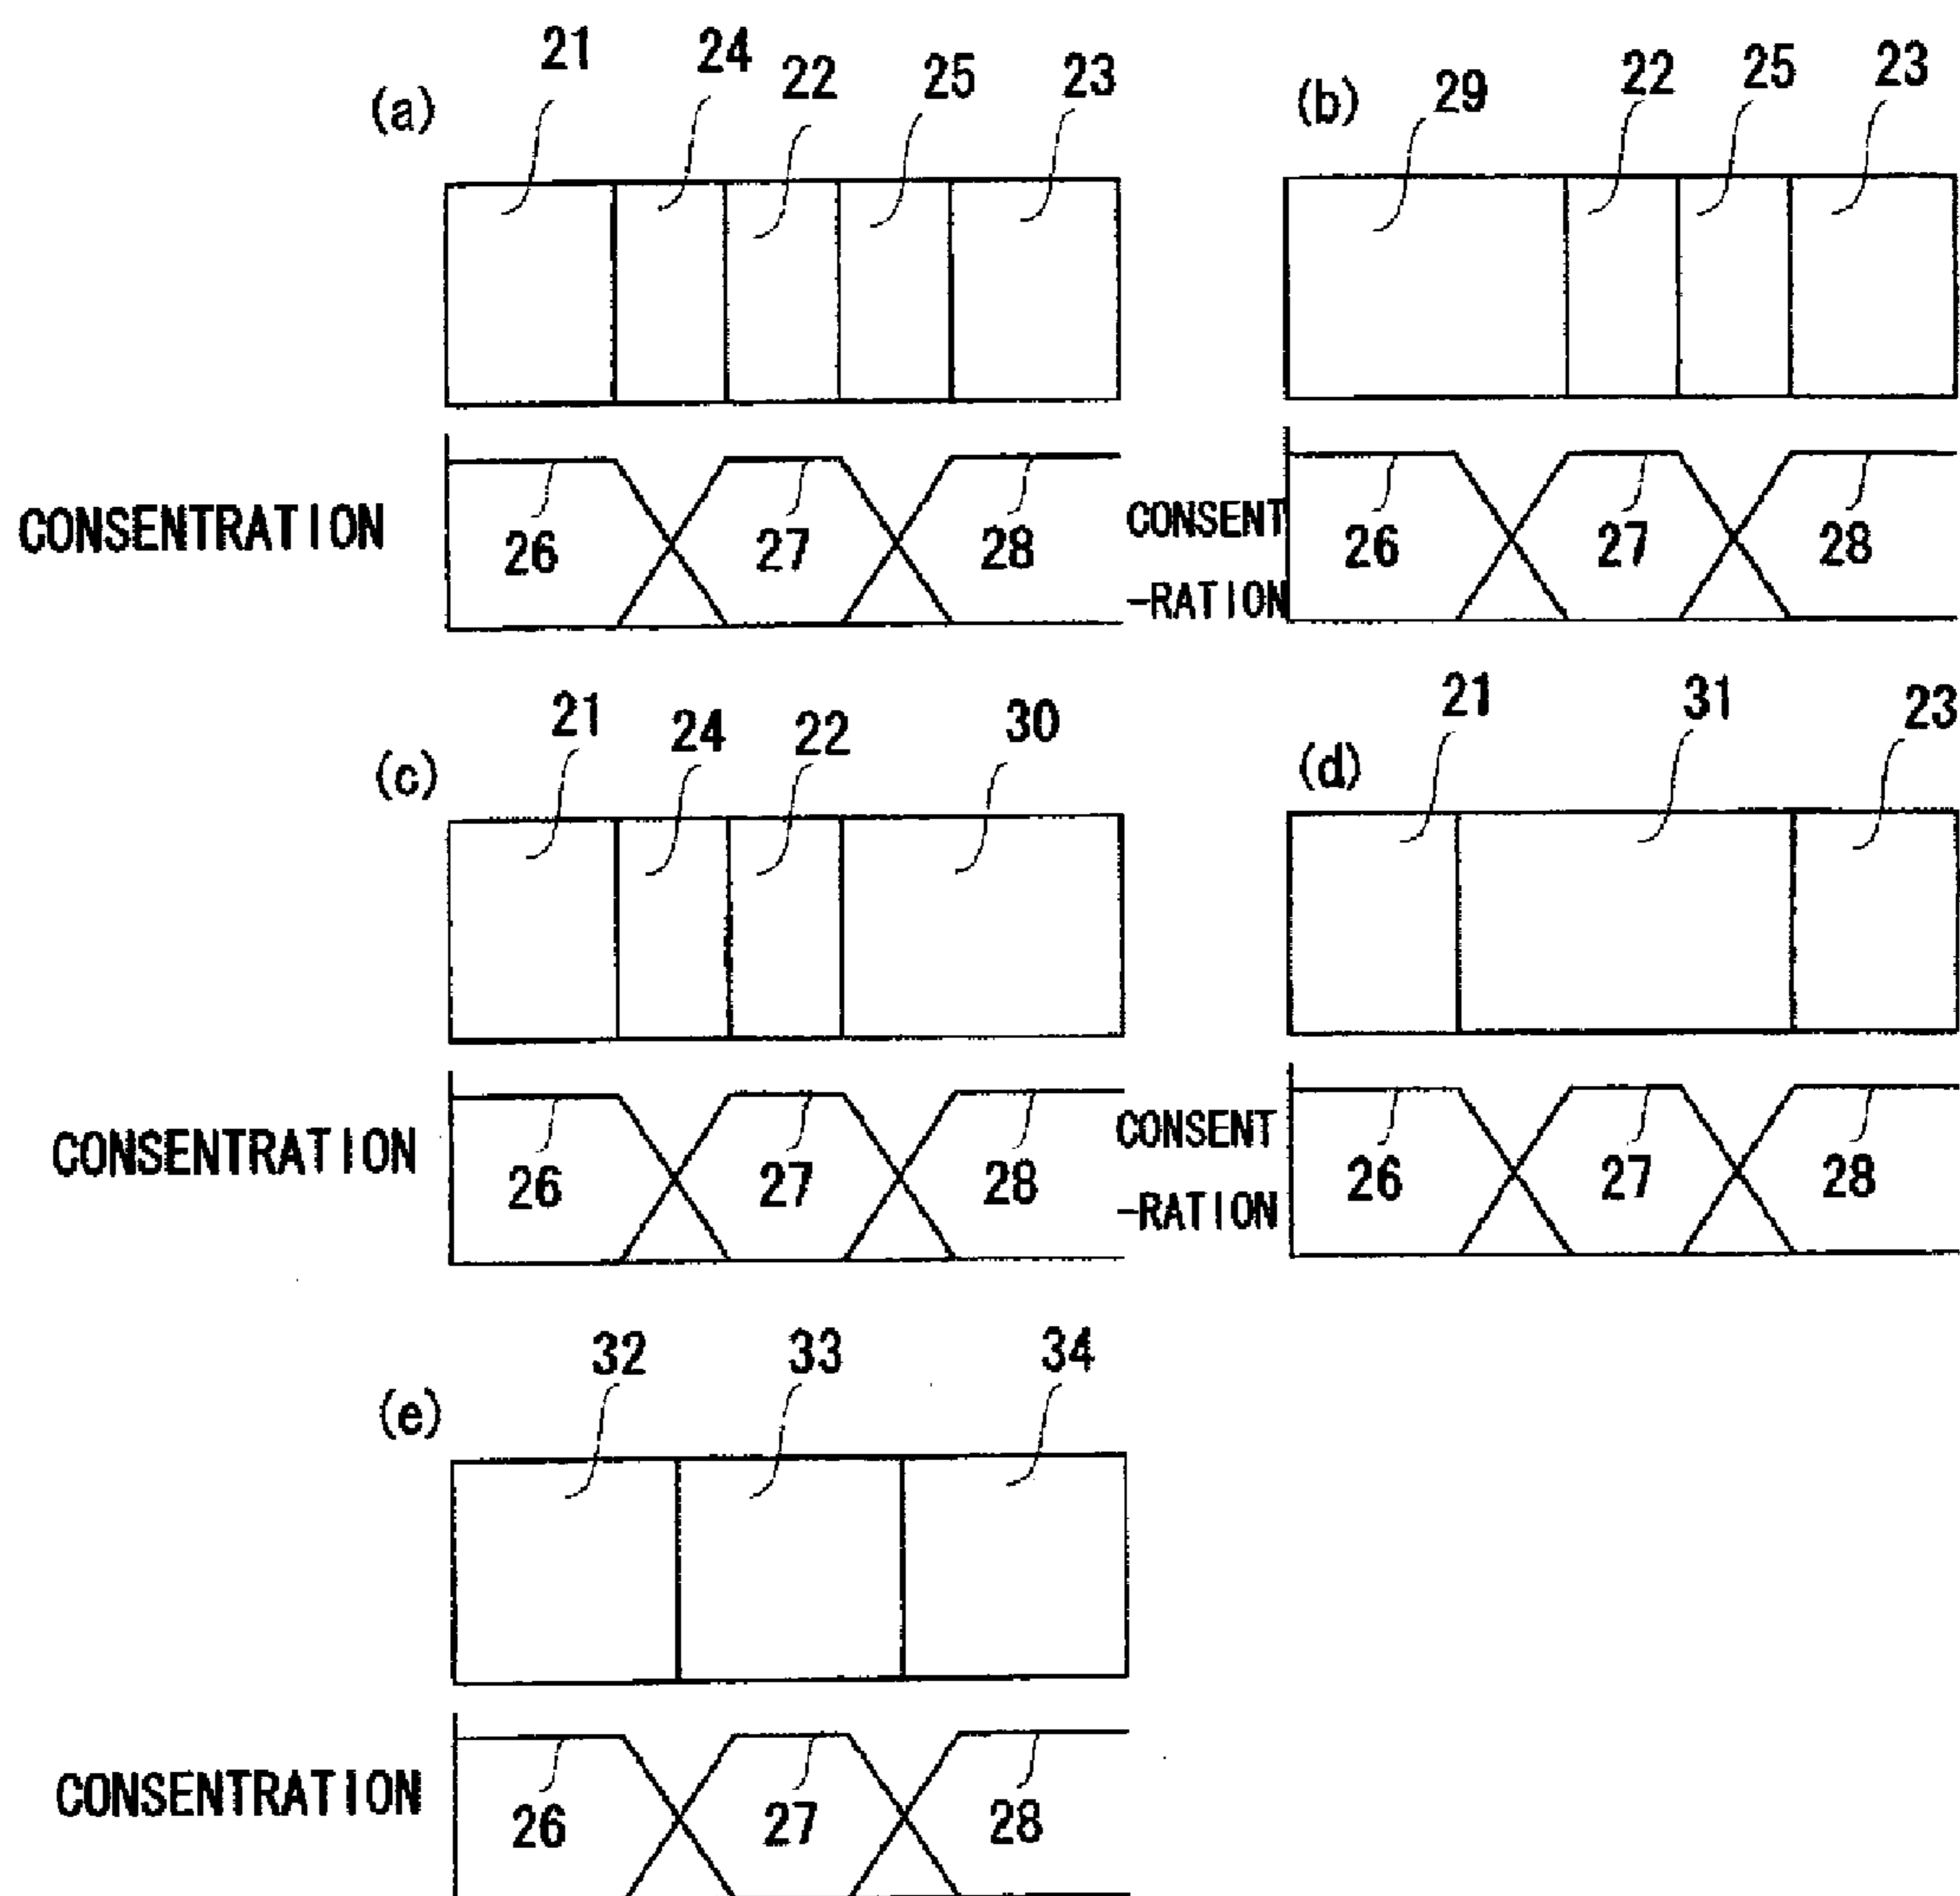 (a) 21 24 22 25 23
CONSENTRATION 26 27 28
(b) 29 22 25 23
CONSENT
-RATION
26 27 28
(c) 21 24 22 30
CONSENTRATION 26 27 28
(d) 21 31 23
CONSENT
-RATION
26 27 28
(e) 32 33 34
CONSENTRATION 26 27 28